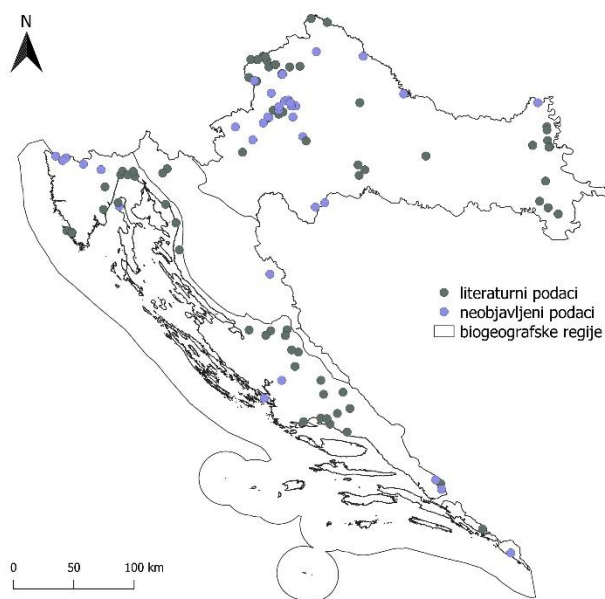 N
literaturni podaci
neobjavljeni podaci
biogeografske regije
0 50 100 km